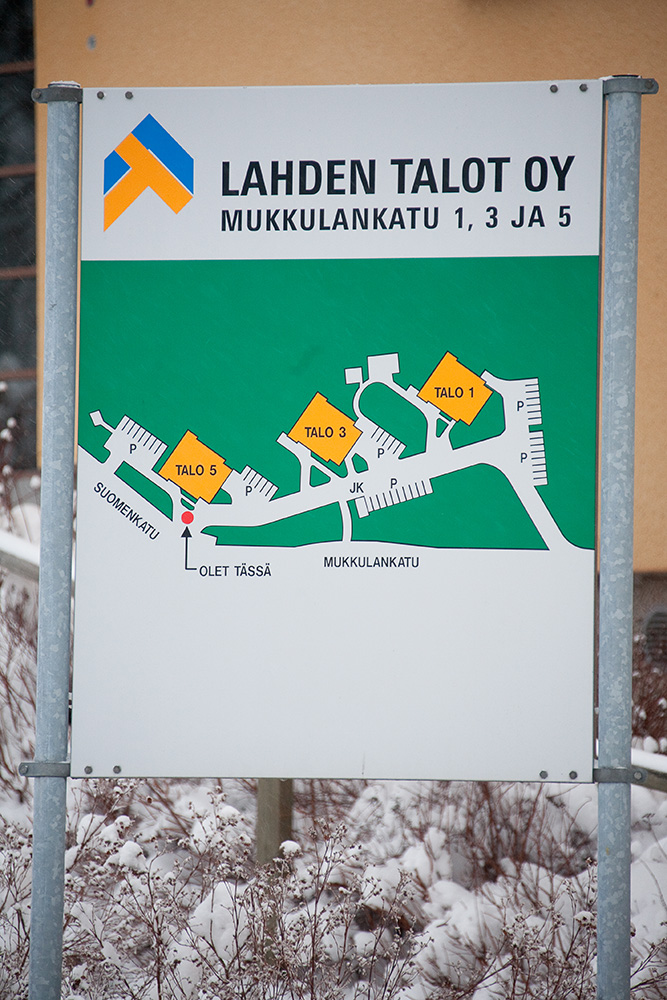 LAHDEN TALOT OY
MUKKULANKATU 1, 3 JA 5
TALO 1
P
TALO 3
P
P
P
TALO 5
P
P
JK
P
SUOMENKATU
OLET TÄSSÄ
MUKKULANKATU